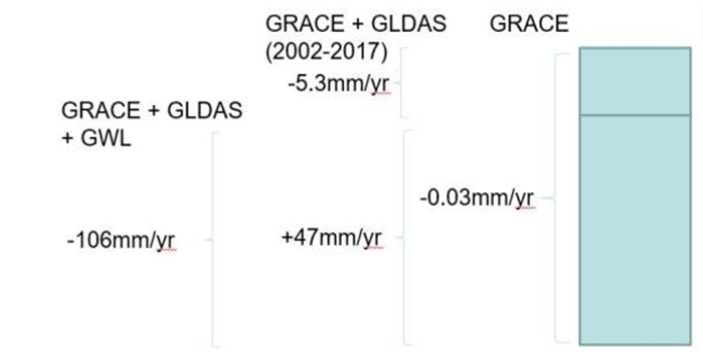 GRACE + GLDAS
(2002-2017)
-5.3mm/yr
GRACE
GRACE + GLDAS
+ GWL
-0.03mm/yr
-106mm/yr
+47mm/yr